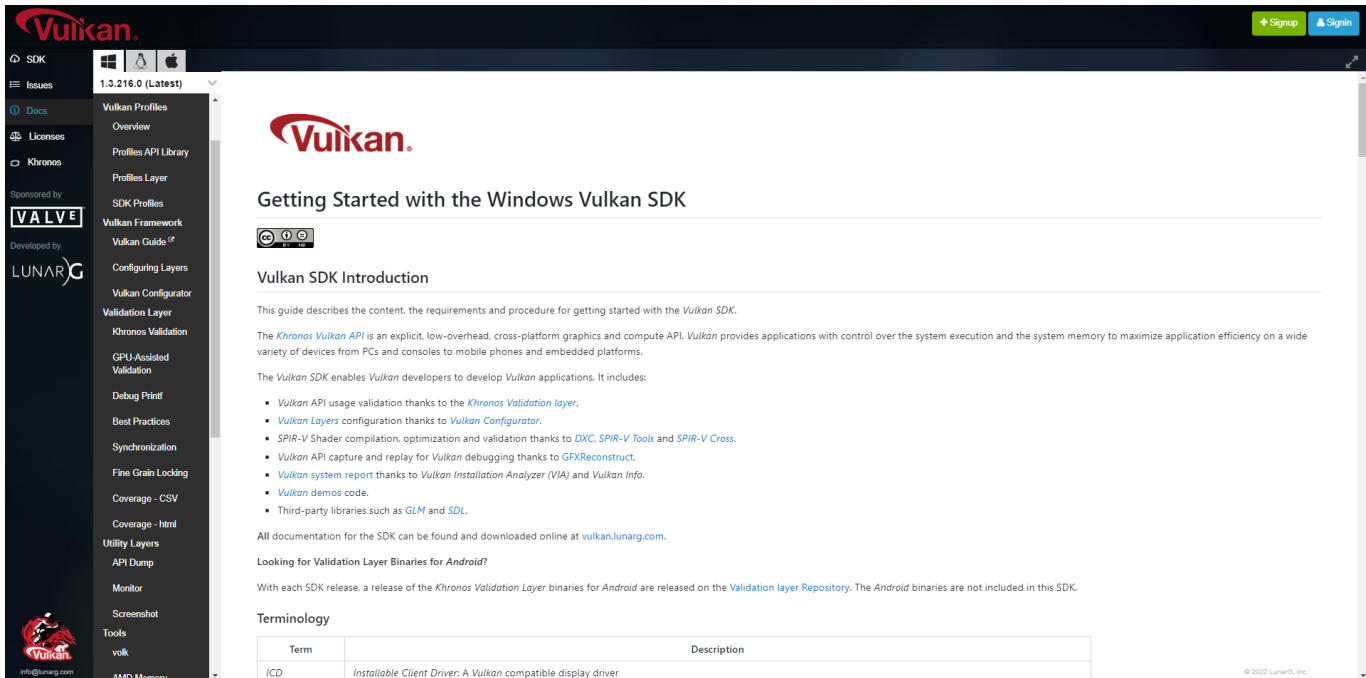 Vulkan.
Signup
Signin
SDK
Issues
Docs
Licenses
Khronos
Sponsored by
VALVE
Developed by
LUNARG
Vulkan.
info@lunarg.com
1.3.216.0 (Latest)
Vulkan Profiles
Overview
Profiles API Library
Profiles Layer
SDK Profiles
Vulkan Framework
Vulkan Guide
Configuring Layers
Vulkan Configurator
Validation Layer
Khronos Validation
GPU-Assisted
Validation
Debug Printf
Best Practices
Synchronization
Fine Grain Locking
Coverage - CSV
Coverage - html
Utility Layers
API Dump
Monitor
Screenshot
Tools
volk
AMD Memory
Vulkan.
Getting Started with the Windows Vulkan SDK
cc
BY ND
Vulkan SDK Introduction
This guide describes the content, the requirements and procedure for getting started with the Vulkan SDK.
The Khronos Vulkan API is an explicit, low-overhead, cross-platform graphics and compute API. Vulkan provides applications with control over the system execution and the system memory to maximize application efficiency on a wide
variety of devices from PCs and consoles to mobile phones and embedded platforms.
The Vulkan SDK enables Vulkan developers to develop Vulkan applications. It includes:
• Vulkan API usage validation thanks to the Khronos Validation layer.
• Vulkan Layers configuration thanks to Vulkan Configurator.
• SPIR-V Shader compilation, optimization and validation thanks to DXC, SPIR-V Tools and SPIR-V Cross.
• Vulkan API capture and replay for Vulkan debugging thanks to GFXReconstruct.
• Vulkan system report thanks to Vulkan Installation Analyzer (VIA) and Vulkan Info.
• Vulkan demos code.
• Third-party libraries such as GLM and SDL.
All documentation for the SDK can be found and downloaded online at vulkan.lunarg.com.
Looking for Validation Layer Binaries for Android?
With each SDK release, a release of the Khronos Validation Layer binaries for Android are released on the Validation layer Repository. The Android binaries are not included in this SDK.
Terminology
Term Description
ICD Installable Client Driver: A Vulkan compatible display driver
© 2022 LunarG, Inc.